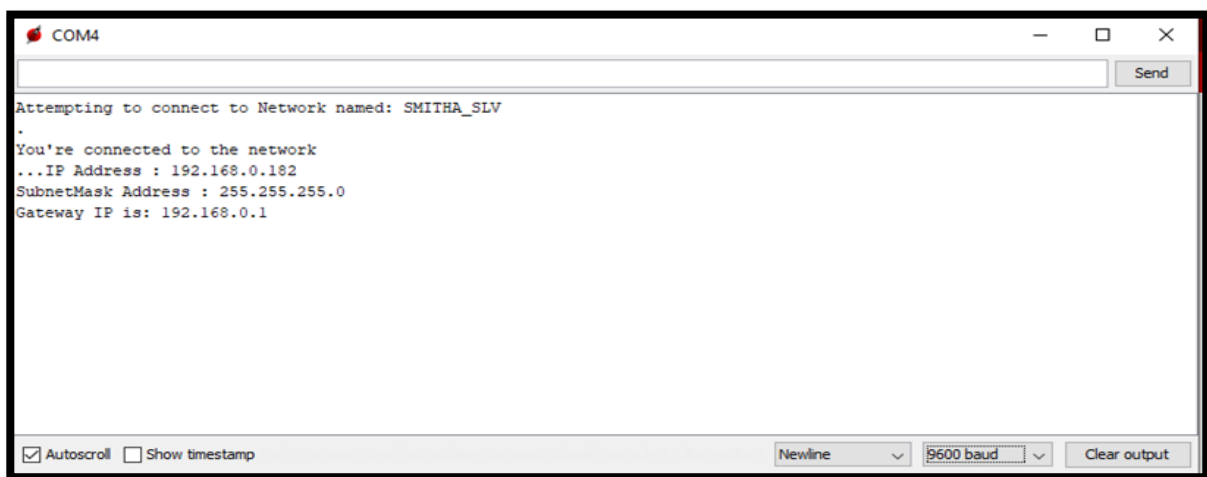 COM4
Send
Attempting to connect to Network named: SMITHA_SLV
.
You're connected to the network
...IP Address : 192.168.0.182
SubnetMask Address : 255.255.255.0
Gateway IP is: 192.168.0.1
Autoscroll Show timestamp Newline 9600 baud Clear output